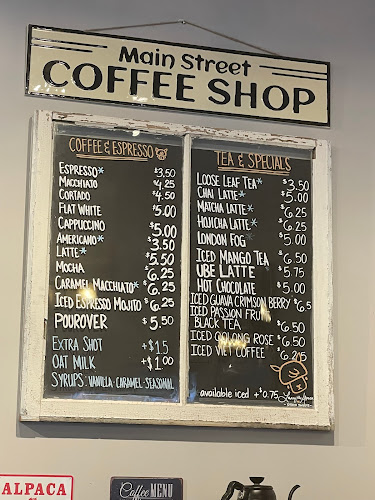 Main Street
COFFEE SHOP
COFFEE & ESPRESSO
ESPRESSO* $3.50
MACCHIATO $4.25
CORTADO $4.50
FLAT WHITE $5.00
CAPPUCCINO $5.00
AMERICANO* $3.50
LATTE* $5.50
MOCHA $6.25
CARAMEL MACCHIATO* $6.25
ICED ESPRESSO MOJITO $6.25
POUROVER $5.50
EXTRA SHOT +$1.5
OAT MILK +$1.00
SYRUPS: VANILLA·CARAMEL·SEASONAL
TEA & SPECIALS
LOOSE LEAF TEA* $3.50
CHAI LATTE* $5.00
MATCHA LATTE* $6.25
HOJICHA LATTE* $6.25
LONDON FOG* $5.00
ICED MANGO TEA $6.50
UBE LATTE $5.75
HOT CHOCOLATE $5.00
ICED GUAVA CRIMSON BERRY $6.5
ICED PASSION FRUIT
BLACK TEA $6.50
ICED OOLONG ROSE $6.50
ICED VIET COFFEE $6.25
available iced +$0.75
ALPACA
Coffee MENU